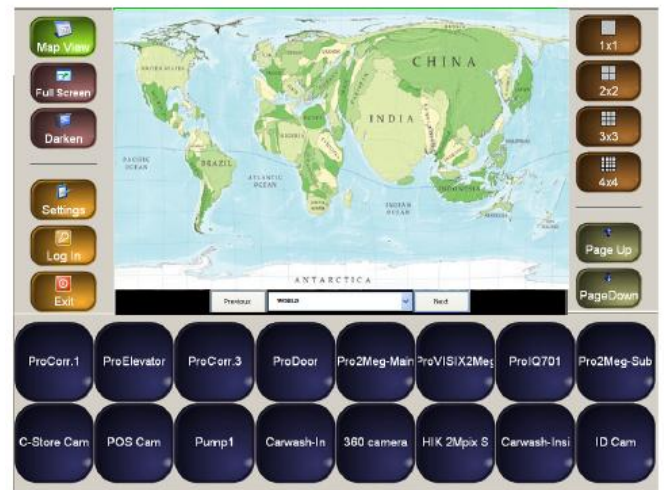 Map View
Full Screen
Darken
Settings
Log In
Exit
CHINA
INDIA
BRAZIL
PACIFIC
OCEAN
ATLANTIC
OCEAN
INDIAN
OCEAN
INDONESIA
ANTARCTICA
Previous
WORLD
Next
1x1
2x2
3x3
4x4
Page Up
PageDown
ProCorr.1 ProElevator ProCorr.3 ProDoor Pro2Meg-Main ProVISIX2Meg ProIQ701 Pro2Meg-Sub
C-Store Cam POS Cam Pump1 Carwash-In 360 camera HIK 2Mpix S Carwash-Insi ID Cam